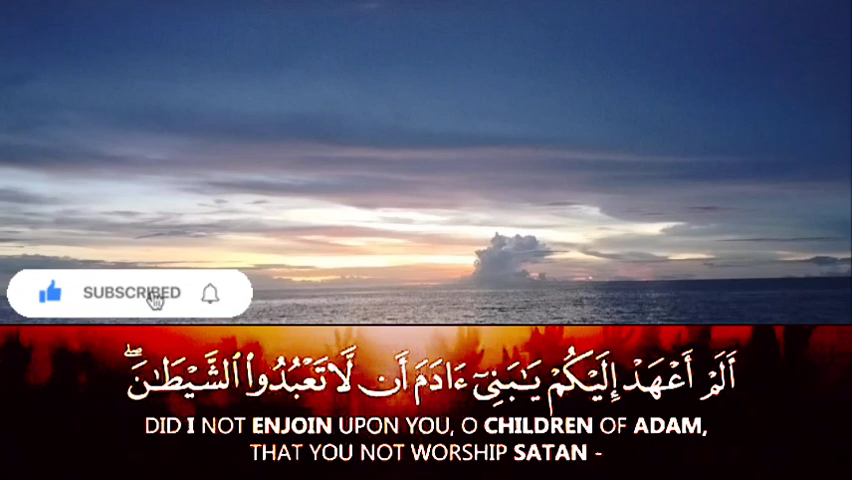 SUBSCRIBED
أَلَمْ أَعْهَدْ إِلَيْكُمْ يَـٰبَنِىٓ ءَادَمَ أَن لَّا تَعْبُدُوا۟ ٱلشَّيْطَـٰنَ ۖ
DID I NOT ENJOIN UPON YOU, O CHILDREN OF ADAM,
THAT YOU NOT WORSHIP SATAN -